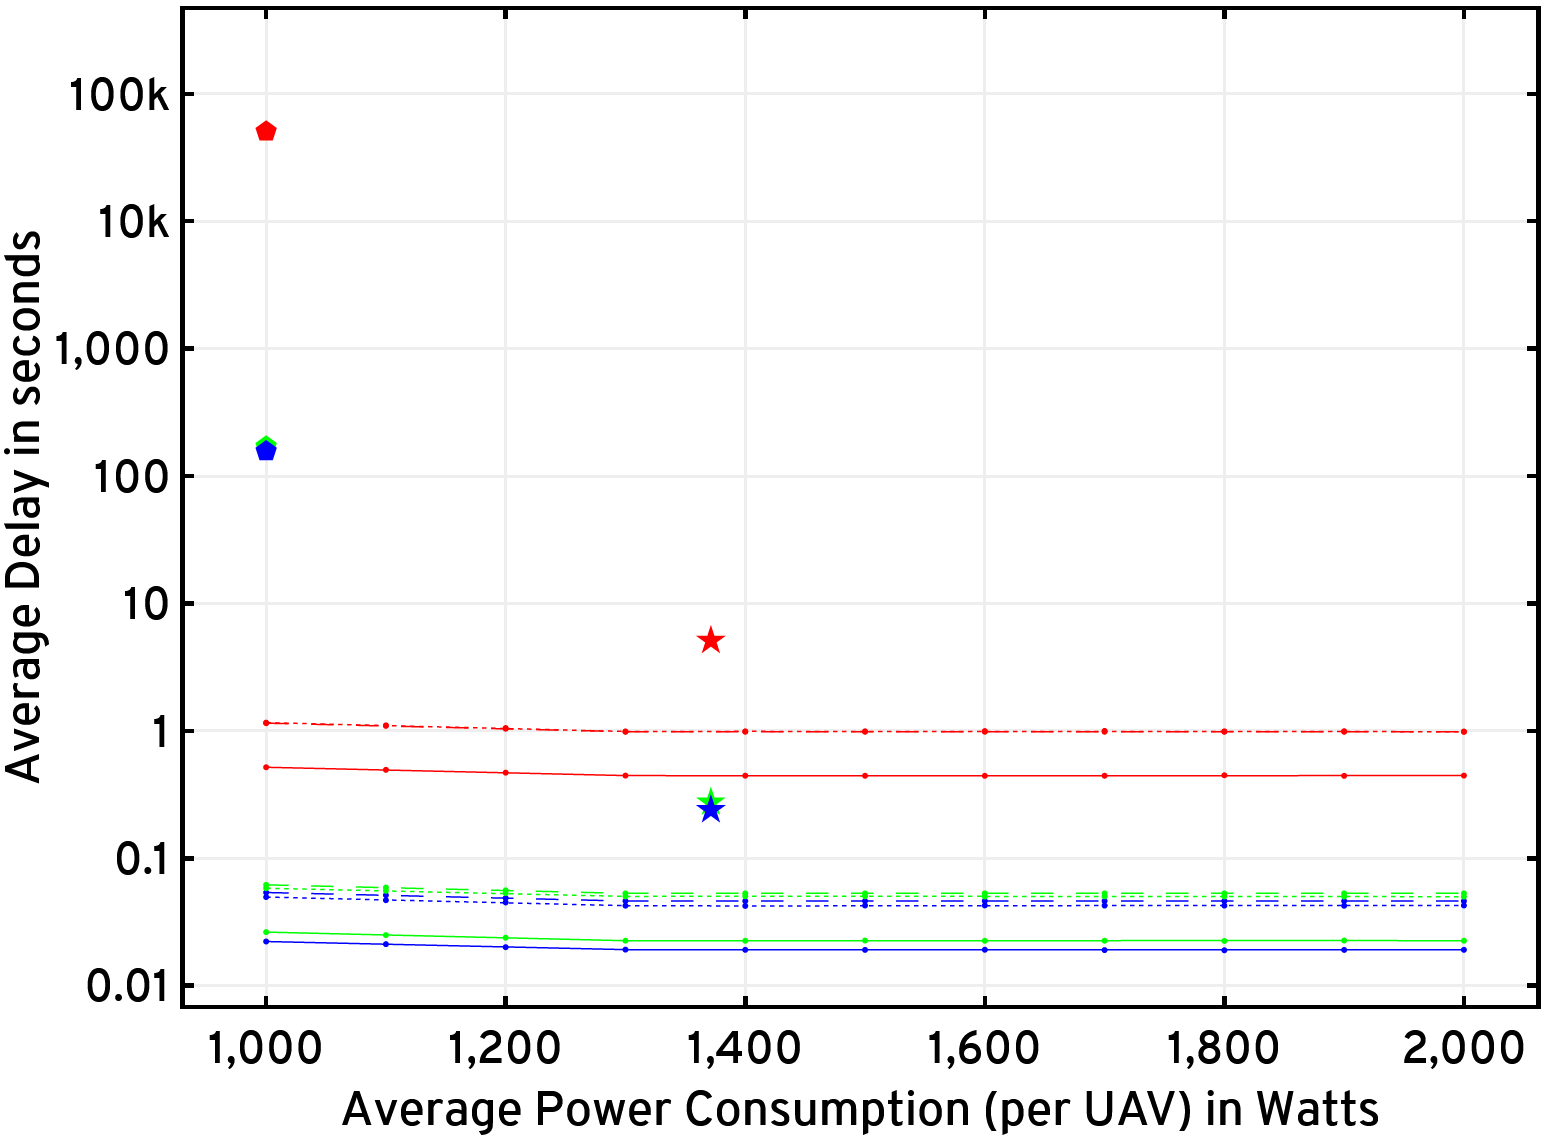 Average Delay in seconds
100k
10k
1,000
100
10
1
0.1
0.01
1,000 1,200 1,400 1,600 1,800 2,000
Average Power Consumption (per UAV) in Watts